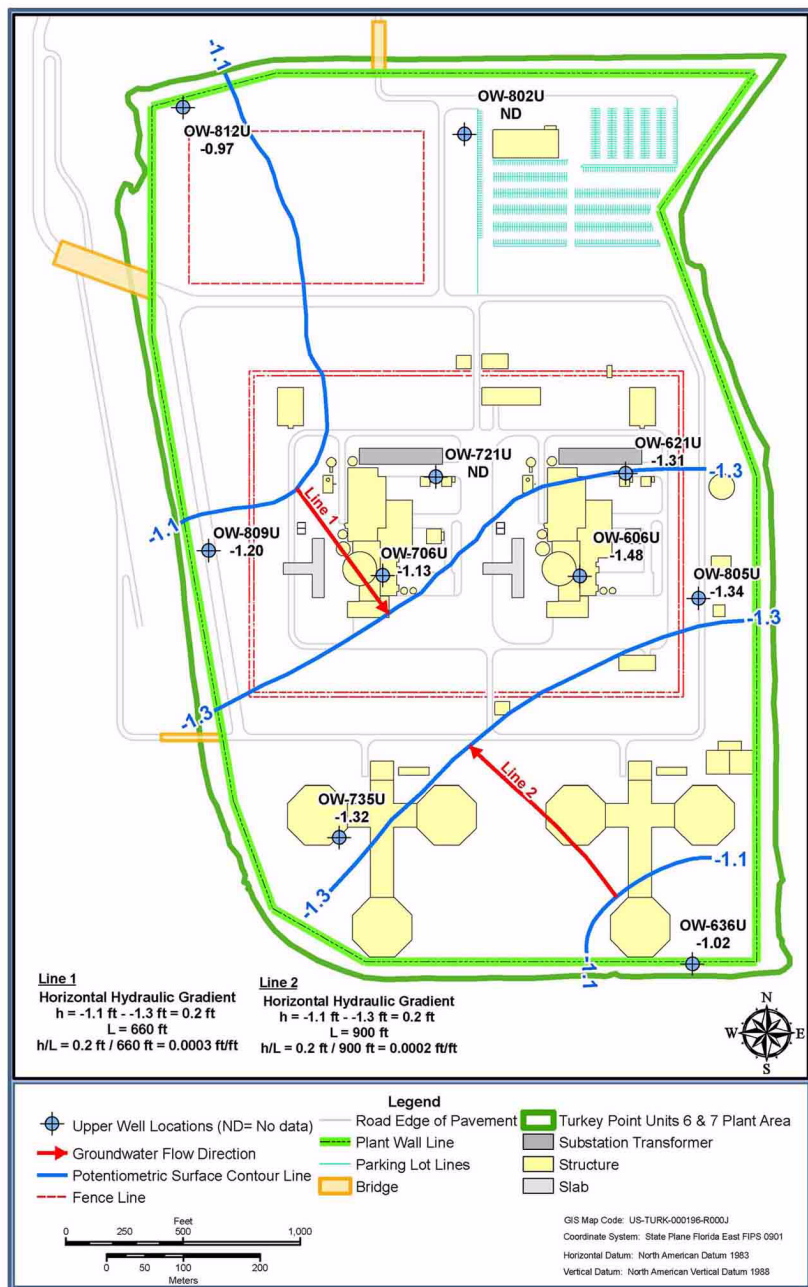 -1.1
OW-812U
-0.97
OW-802U
ND
OW-721U
ND
OW-621U
-1.31
-1.3
-1.1
Line 1
OW-809U
-1.20
OW-706U
-1.13
OW-606U
-1.48
OW-805U
-1.34
-1.3
-1.3
Line 2
OW-735U
-1.32
-1.3
-1.1
OW-636U
-1.02
-1.1
Line 1
Horizontal Hydraulic Gradient
h = -1.1 ft - -1.3 ft = 0.2 ft
L = 660 ft
h/L = 0.2 ft / 660 ft = 0.0003 ft/ft
Line 2
Horizontal Hydraulic Gradient
h = -1.1 ft - -1.3 ft = 0.2 ft
L = 900 ft
h/L = 0.2 ft / 900 ft = 0.0002 ft/ft
N
W E
S
Legend
Upper Well Locations (ND= No data)
Groundwater Flow Direction
Potentiometric Surface Contour Line
Fence Line
Road Edge of Pavement
Plant Wall Line
Parking Lot Lines
Bridge
Turkey Point Units 6 & 7 Plant Area
Substation Transformer
Structure
Slab
Feet
0 250 500 1,000
0 50 100 200
Meters
GIS Map Code: US-TURK-000196-R000J
Coordinate System: State Plane Florida East FIPS 0901
Horizontal Datum: North American Datum 1983
Vertical Datum: North American Vertical Datum 1988